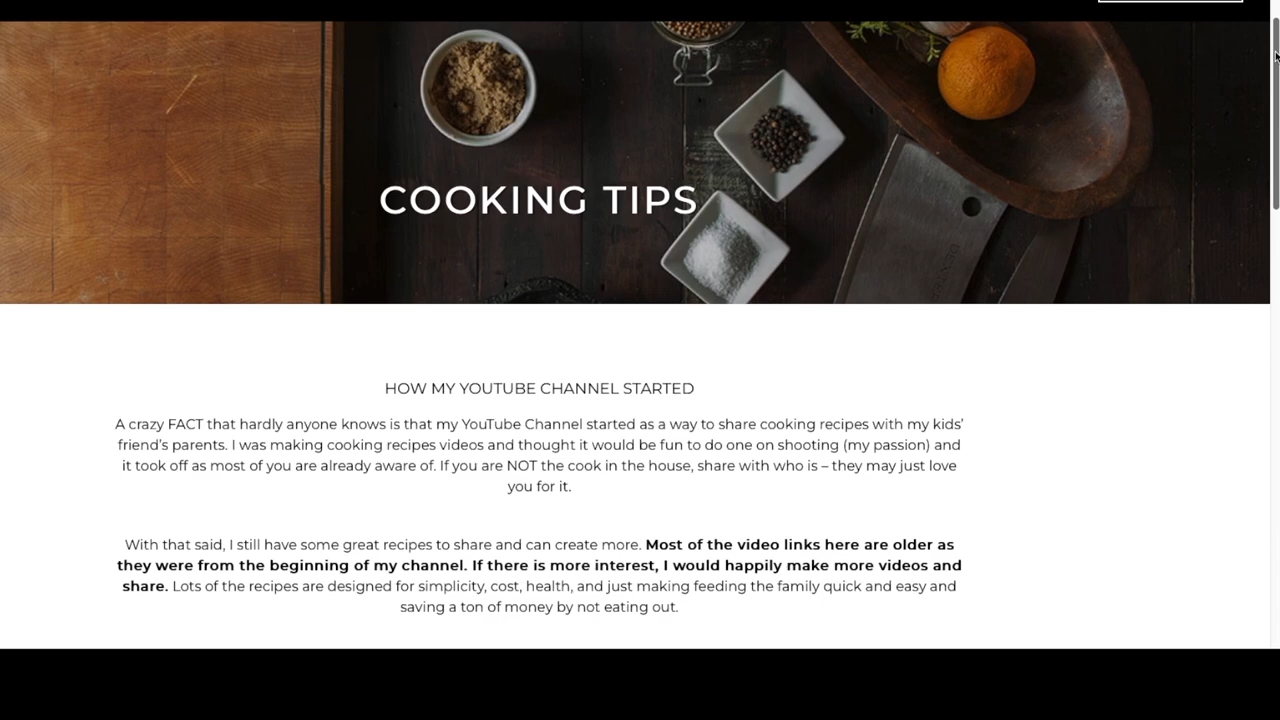 COOKING TIPS
HOW MY YOUTUBE CHANNEL STARTED
A crazy FACT that hardly anyone knows is that my YouTube Channel started as a way to share cooking recipes with my kids’
friend’s parents. I was making cooking recipes videos and thought it would be fun to do one on shooting (my passion) and
it took off as most of you are already aware of. If you are NOT the cook in the house, share with who is – they may just love
you for it.
With that said, I still have some great recipes to share and can create more. Most of the video links here are older as
they were from the beginning of my channel. If there is more interest, I would happily make more videos and
share. Lots of the recipes are designed for simplicity, cost, health, and just making feeding the family quick and easy and
saving a ton of money by not eating out.